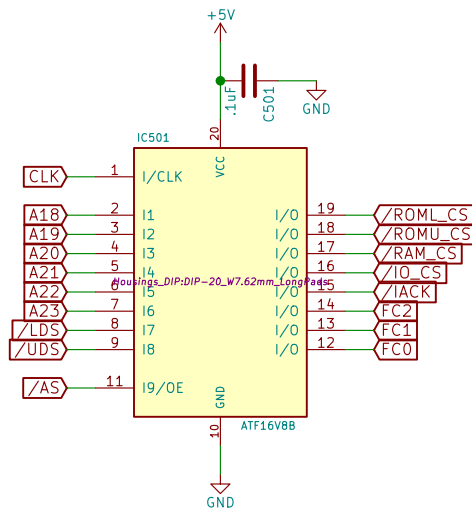 +5V
.1uF
C501
GND
IC501
20
VCC
CLK 1 I/CLK
A18 2 I1 I/O 19 /ROML_CS
A19 3 I2 I/O 18 /ROMU_CS
A20 4 I3 I/O 17 /RAM_CS
A21 5 I4 I/O 16 /IO_CS
Housings_DIP:DIP-20_W7.62mm_LongPads
A22 6 I5 I/O 15 /IACK
A23 7 I6 I/O 14 FC2
/LDS 8 I7 I/O 13 FC1
/UDS 9 I8 I/O 12 FC0
/AS 11 I9/OE
GND
10
ATF16V8B
GND